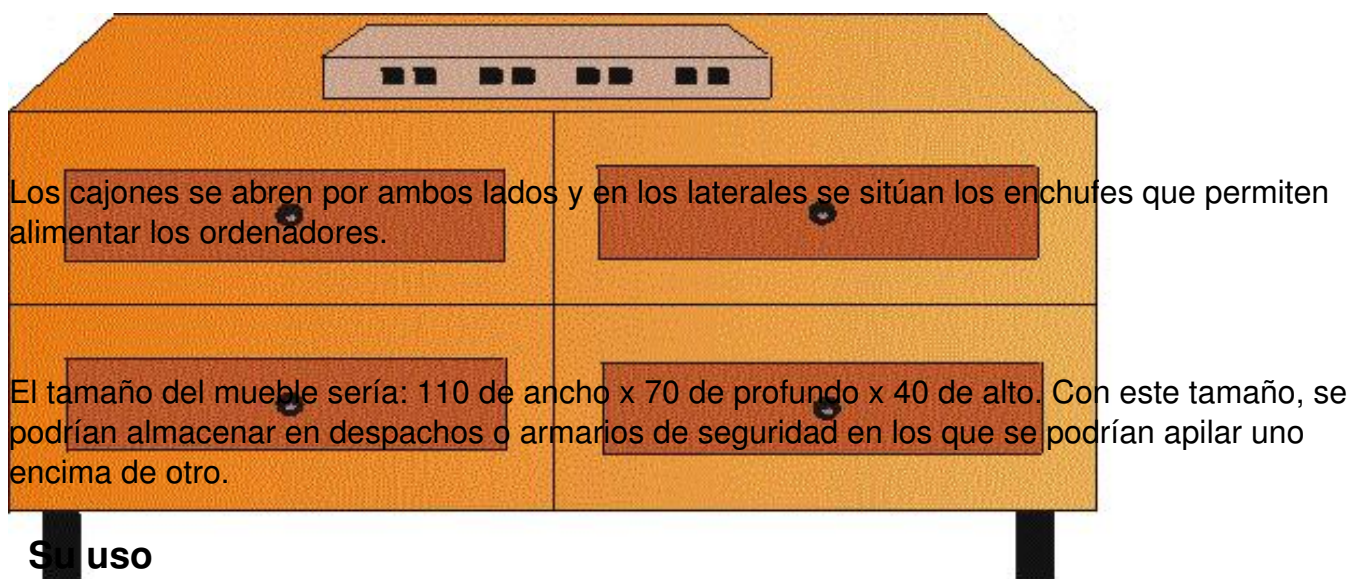 Los cajones se abren por ambos lados y en los laterales se sitúan los enchufes que permiten
alimentar los ordenadores.
El tamaño del mueble sería: 110 de ancho x 70 de profundo x 40 de alto. Con este tamaño, se
podrían almacenar en despachos o armarios de seguridad en los que se podrían apilar uno
encima de otro.
Su uso